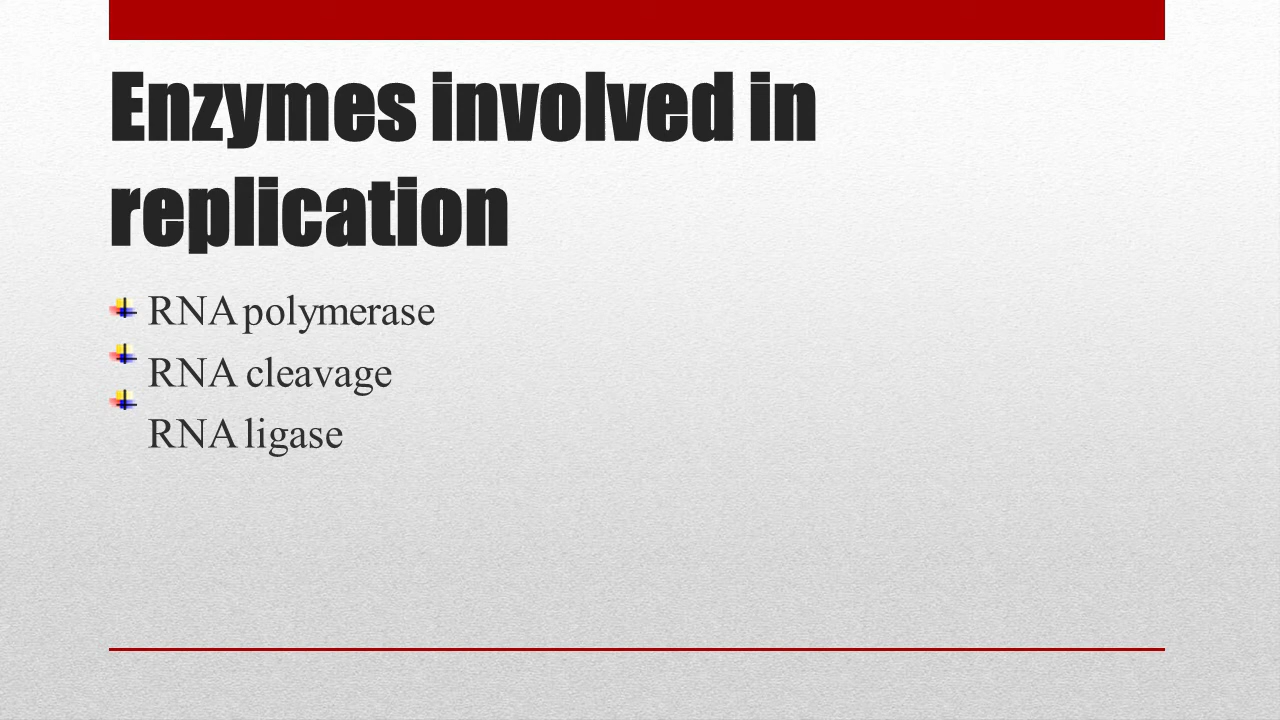 Enzymes involved in
replication
RNA polymerase
RNA cleavage
RNA ligase